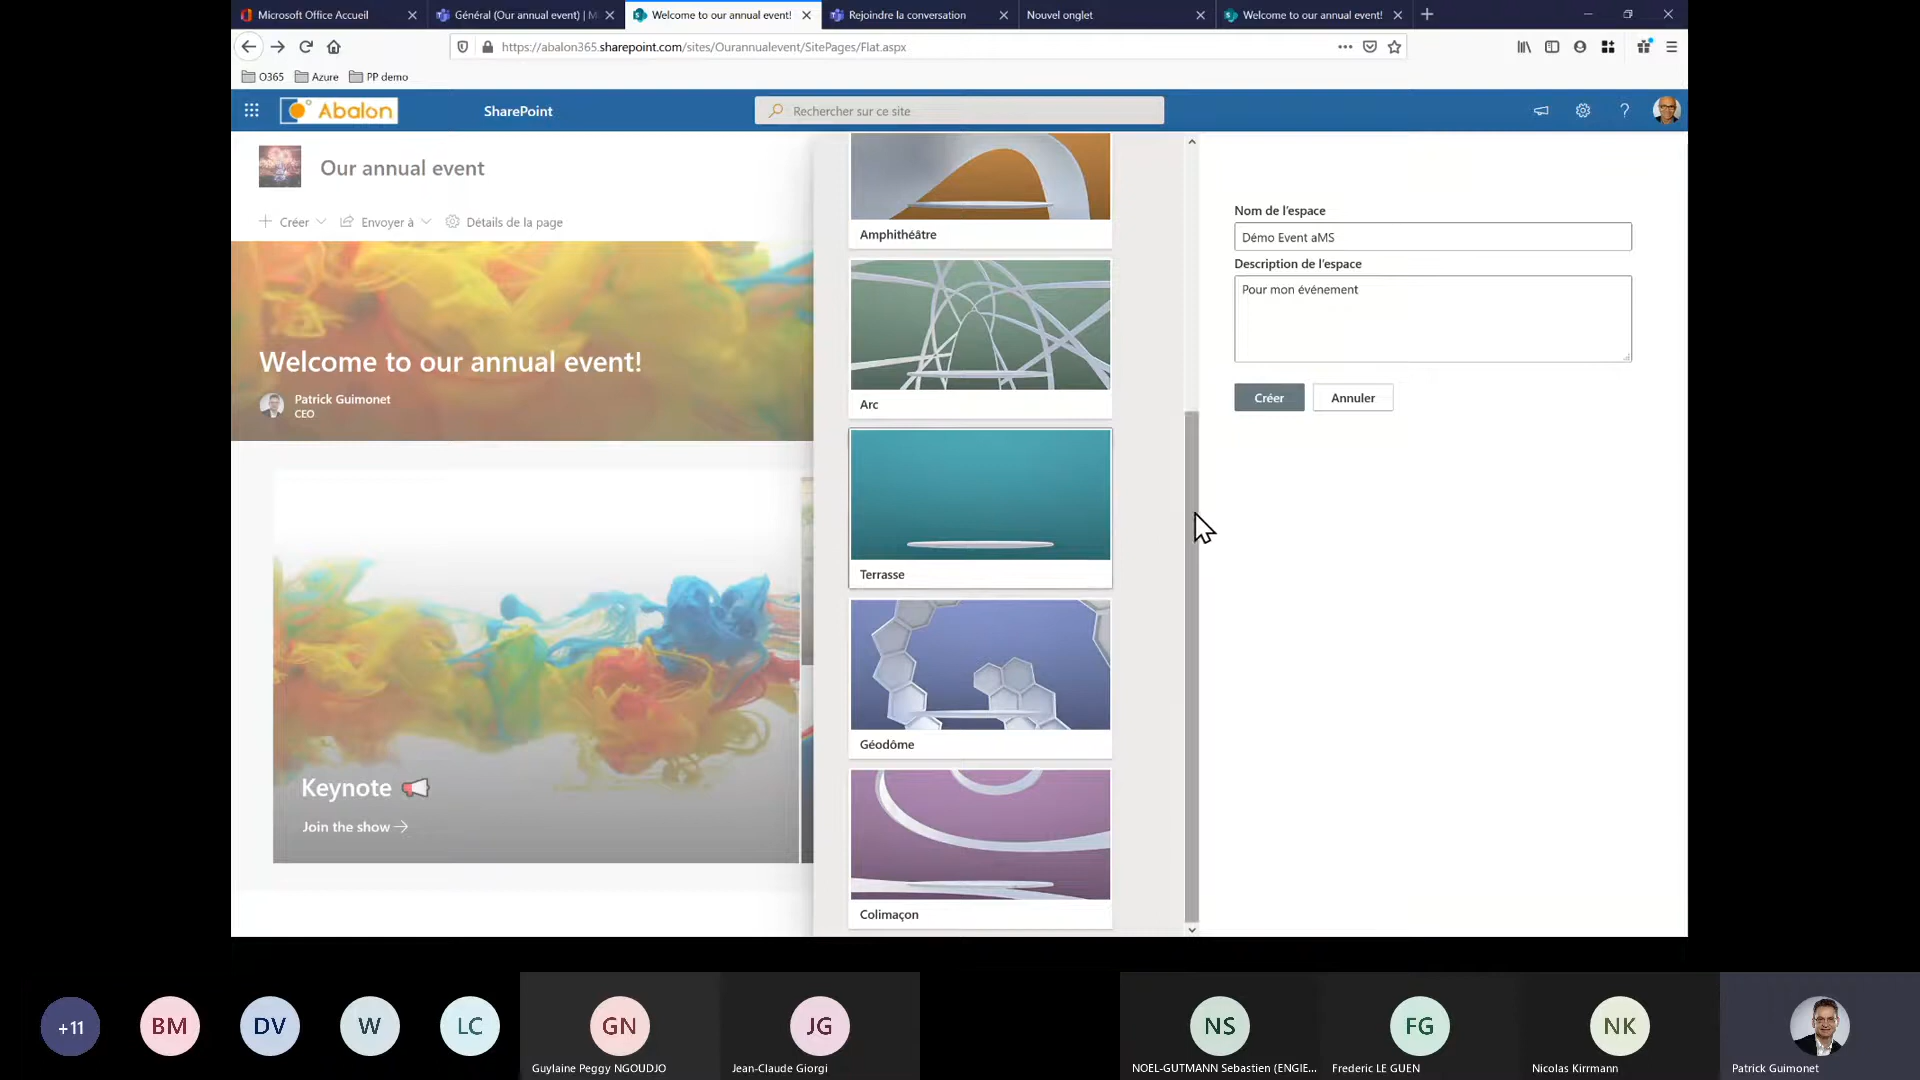 Microsoft Office Accueil
Général (Our annual event) | M
Welcome to our annual event!
Rejoindre la conversation
Nouvel onglet
Welcome to our annual event!
https://abalon365.sharepoint.com/sites/Ourannualevent/SitePages/Flat.aspx
O365
Azure
PP demo
Abalon
SharePoint
Rechercher sur ce site
Our annual event
Créer
Envoyer à
Détails de la page
Welcome to our annual event!
Patrick Guimonet
CEO
Keynote
Join the show
Amphithéâtre
Arc
Terrasse
Géodôme
Colimaçon
Nom de l'espace
Démo Event aMS
Description de l'espace
Pour mon événement
Créer
Annuler
+11
BM
DV
W
LC
GN
Guylaine Peggy NGOUDJO
JG
Jean-Claude Giorgi
NS
NOEL-GUTMANN Sebastien (ENGIE...
FG
Frederic LE GUEN
NK
Nicolas Kirrmann
Patrick Guimonet